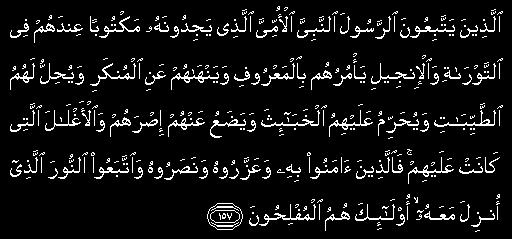 ٱلَّذِينَ يَتَّبِعُونَ ٱلرَّسُولَ ٱلنَّبِىَّ ٱلْأُمِّىَّ ٱلَّذِى يَجِدُونَهُۥ مَكْتُوبًا عِندَهُمْ فِى
ٱلتَّوْرَىٰةِ وَٱلْإِنجِيلِ يَأْمُرُهُم بِٱلْمَعْرُوفِ وَيَنْهَىٰهُمْ عَنِ ٱلْمُنكَرِ وَيُحِلُّ لَهُمُ
ٱلطَّيِّبَـٰتِ وَيُحَرِّمُ عَلَيْهِمُ ٱلْخَبَـٰٓئِثَ وَيَضَعُ عَنْهُمْ إِصْرَهُمْ وَٱلْأَغْلَـٰلَ ٱلَّتِى
كَانَتْ عَلَيْهِمْ ۚ فَٱلَّذِينَ ءَامَنُوا۟ بِهِۦ وَعَزَّرُوهُ وَنَصَرُوهُ وَٱتَّبَعُوا۟ ٱلنُّورَ ٱلَّذِىٓ
أُنزِلَ مَعَهُۥٓ ۙ أُو۟لَـٰٓئِكَ هُمُ ٱلْمُفْلِحُونَ ١٥٧